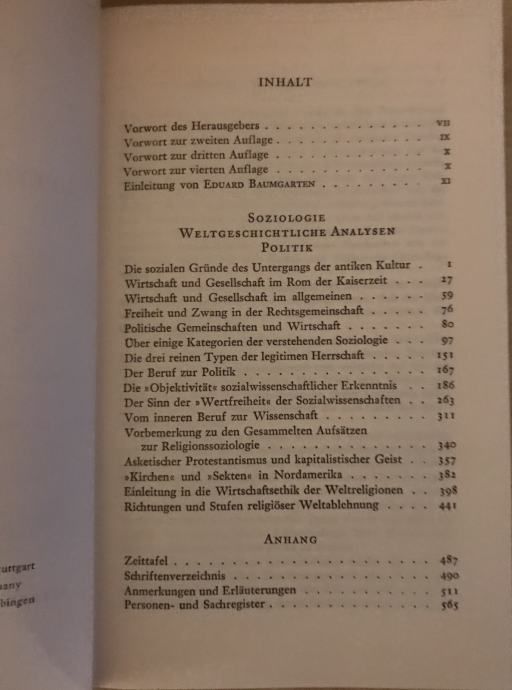 INHALT
Vorwort des Herausgebers . . . . . . . . . . . . . VII
Vorwort zur zweiten Auflage . . . . . . . . . . . . IX
Vorwort zur dritten Auflage . . . . . . . . . . . . X
Vorwort zur vierten Auflage . . . . . . . . . . . . X
Einleitung von EDUARD BAUMGARTEN . . . . . . . . . XI
SOZIOLOGIE
WELTGESCHICHTLICHE ANALYSEN
POLITIK
Die sozialen Gründe des Untergangs der antiken Kultur . 1
Wirtschaft und Gesellschaft im Rom der Kaiserzeit . . . 27
Wirtschaft und Gesellschaft im allgemeinen . . . . . . 59
Freiheit und Zwang in der Rechtsgemeinschaft . . . . . 76
Politische Gemeinschaften und Wirtschaft . . . . . . . 80
Über einige Kategorien der verstehenden Soziologie . . . 97
Die drei reinen Typen der legitimen Herrschaft . . . . . 151
Der Beruf zur Politik . . . . . . . . . . . . . . . 167
Die »Objektivität« sozialwissenschaftlicher Erkenntnis . . 186
Der Sinn der »Wertfreiheit« der Sozialwissenschaften . . 263
Vom inneren Beruf zur Wissenschaft . . . . . . . . . 311
Vorbemerkung zu den Gesammelten Aufsätzen
zur Religionssoziologie . . . . . . . . . . . . . 340
Asketischer Protestantismus und kapitalistischer Geist . . 357
»Kirchen« und »Sekten« in Nordamerika . . . . . . . 382
Einleitung in die Wirtschaftsethik der Weltreligionen . . 398
Richtungen und Stufen religiöser Weltablehnung . . . . 441
ANHANG
Zeittafel . . . . . . . . . . . . . . . . . . . . 487
Schriftenverzeichnis . . . . . . . . . . . . . . . . 490
Anmerkungen und Erläuterungen . . . . . . . . . . . 511
Personen- und Sachregister . . . . . . . . . . . . . 565
uttgart
many
bingen